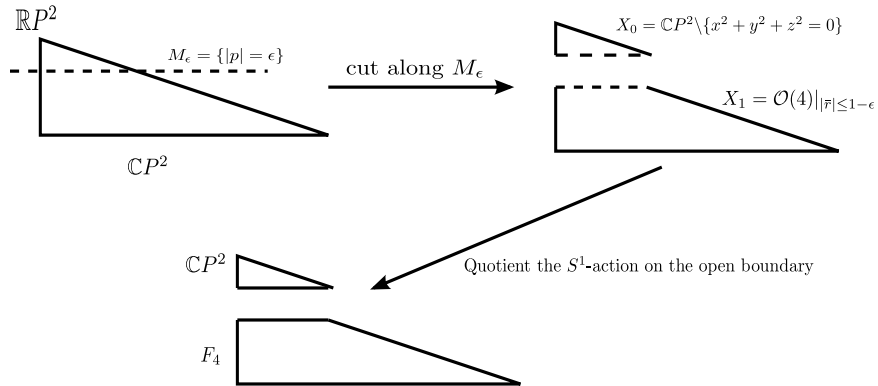 ℝP²
M_ϵ = {|p| = ϵ}
ℂP²
cut along M_ϵ
X₀ = ℂP²\{x² + y² + z² = 0}
X₁ = 𝒪(4)|_{|r̄|≤1−ϵ}
ℂP²
Quotient the S¹-action on the open boundary
F₄